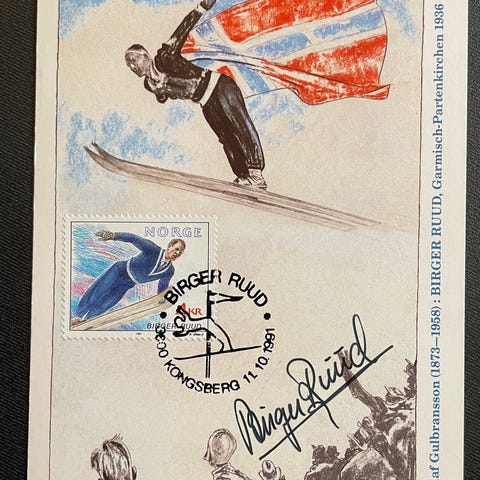 NORGE
4 KR
BIRGER RUUD
• BIRGER RUUD •
3600 KONGSBERG 11.10.1991
Birger Ruud
af Gulbransson (1873–1958) : BIRGER RUUD, Garmisch-Partenkirchen 1936